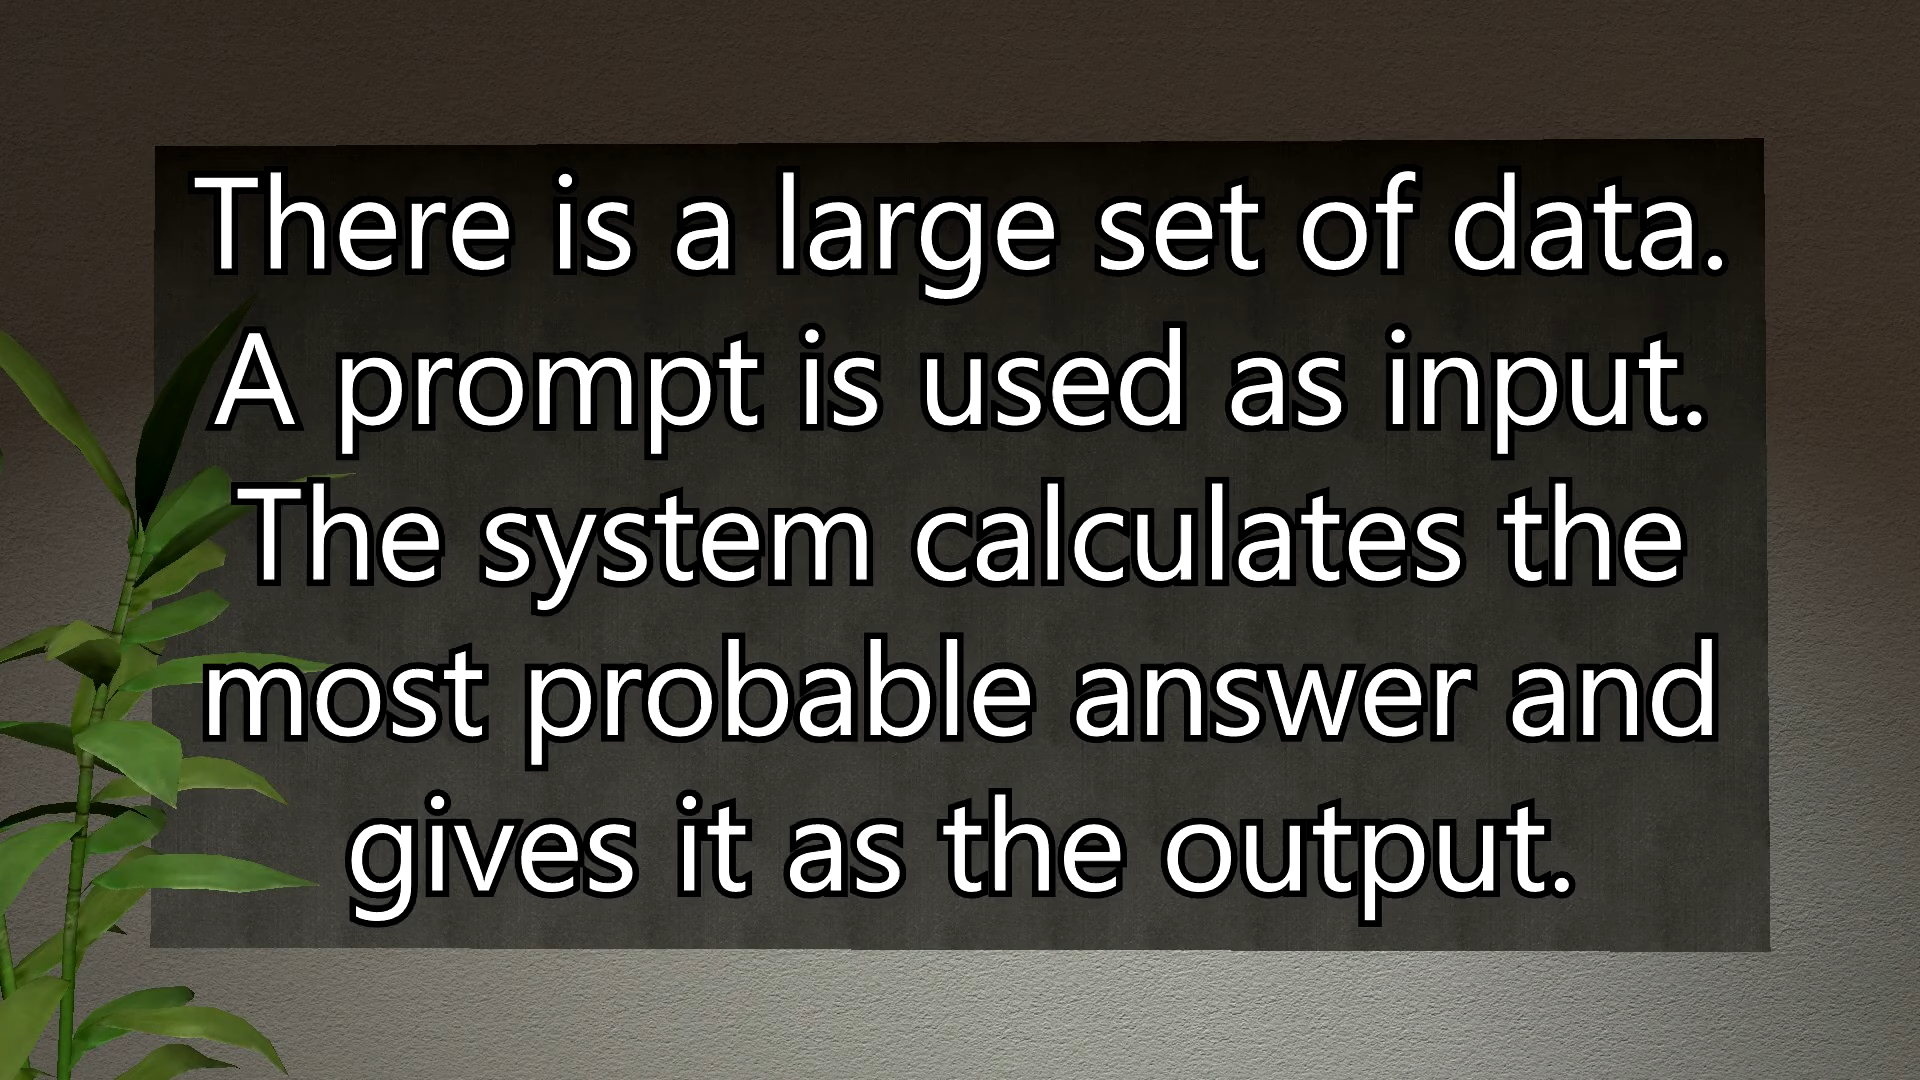 There is a large set of data.
A prompt is used as input.
The system calculates the
most probable answer and
gives it as the output.